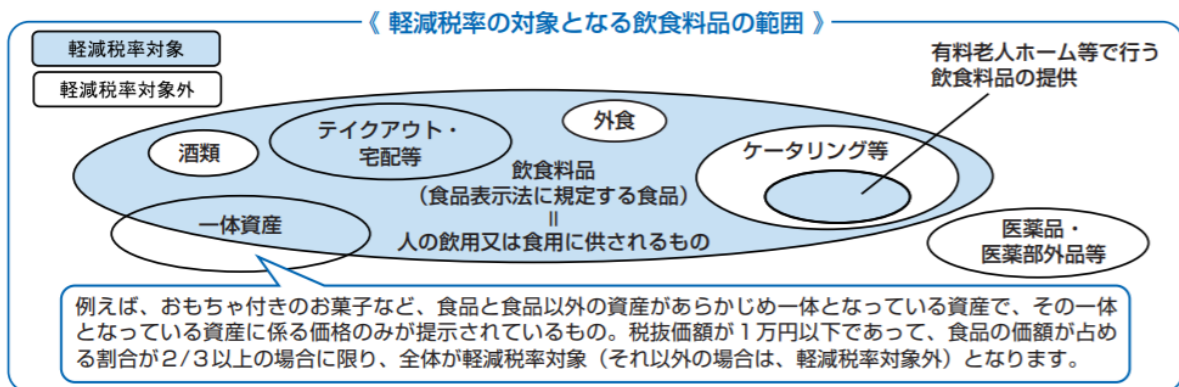 《 軽減税率の対象となる飲食料品の範囲 》
軽減税率対象
軽減税率対象外
有料老人ホーム等で行う
飲食料品の提供
酒類
テイクアウト・
宅配等
外食
ケータリング等
飲食料品
（食品表示法に規定する食品）
＝
人の飲用又は食用に供されるもの
一体資産
医薬品・
医薬部外品等
例えば、おもちゃ付きのお菓子など、食品と食品以外の資産があらかじめ一体となっている資産で、その一体
となっている資産に係る価格のみが提示されているもの。税抜価額が１万円以下であって、食品の価額が占め
る割合が２/３以上の場合に限り、全体が軽減税率対象（それ以外の場合は、軽減税率対象外）となります。